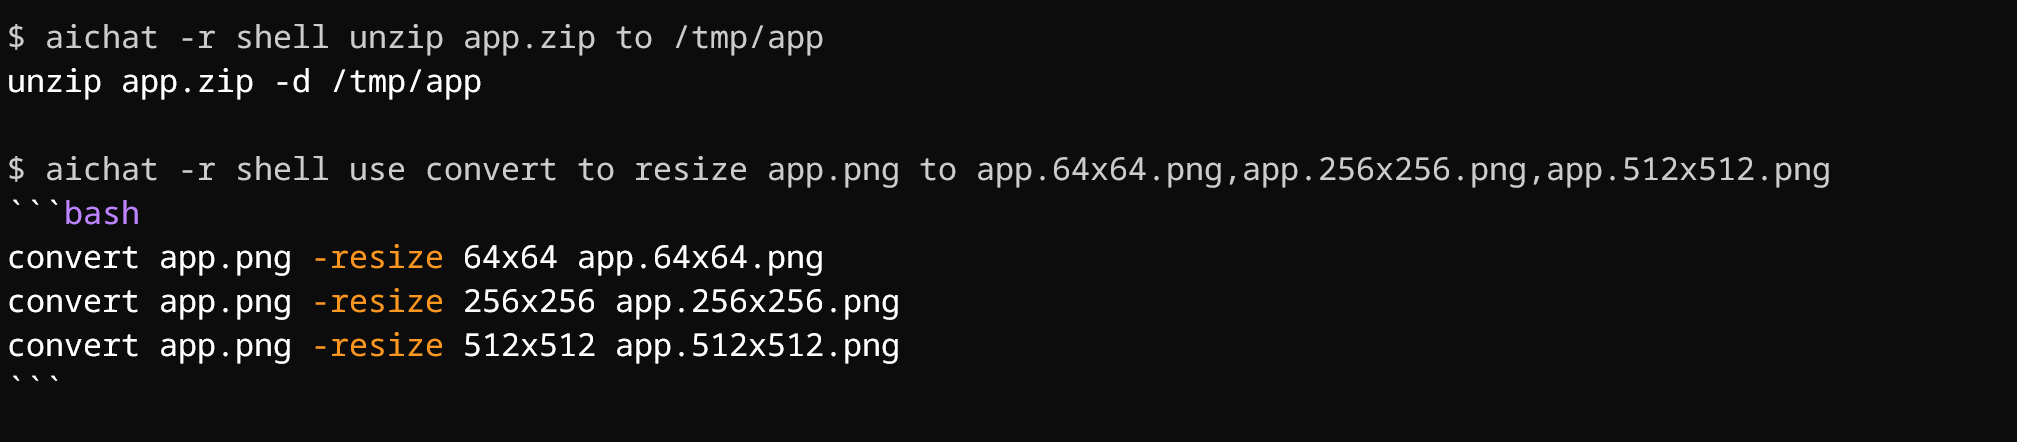 $ aichat -r shell unzip app.zip to /tmp/app
unzip app.zip -d /tmp/app
$ aichat -r shell use convert to resize app.png to app.64x64.png,app.256x256.png,app.512x512.png
```bash
convert app.png -resize 64x64 app.64x64.png
convert app.png -resize 256x256 app.256x256.png
convert app.png -resize 512x512 app.512x512.png
```